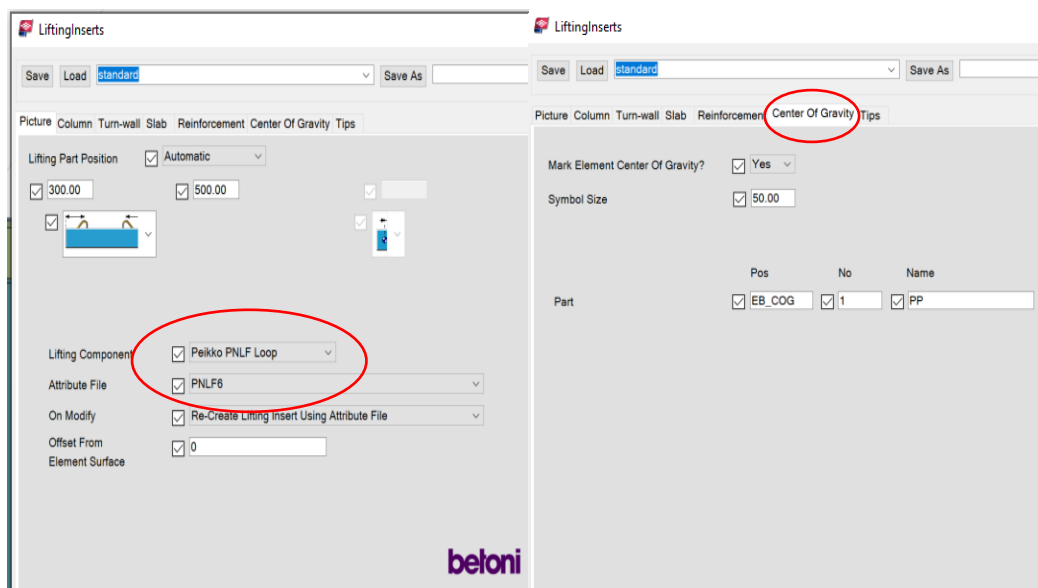 LiftingInserts
Save Load standard Save As
Picture Column Turn-wall Slab Reinforcement Center Of Gravity Tips
Lifting Part Position Automatic
300.00 500.00
Lifting Component Peikko PNLF Loop
Attribute File PNLF6
On Modify Re-Create Lifting Insert Using Attribute File
Offset From
Element Surface 0
betoni
LiftingInserts
Save Load standard Save As
Picture Column Turn-wall Slab Reinforcement Center Of Gravity Tips
Mark Element Center Of Gravity? Yes
Symbol Size 50.00
Pos No Name
Part EB_COG 1 PP